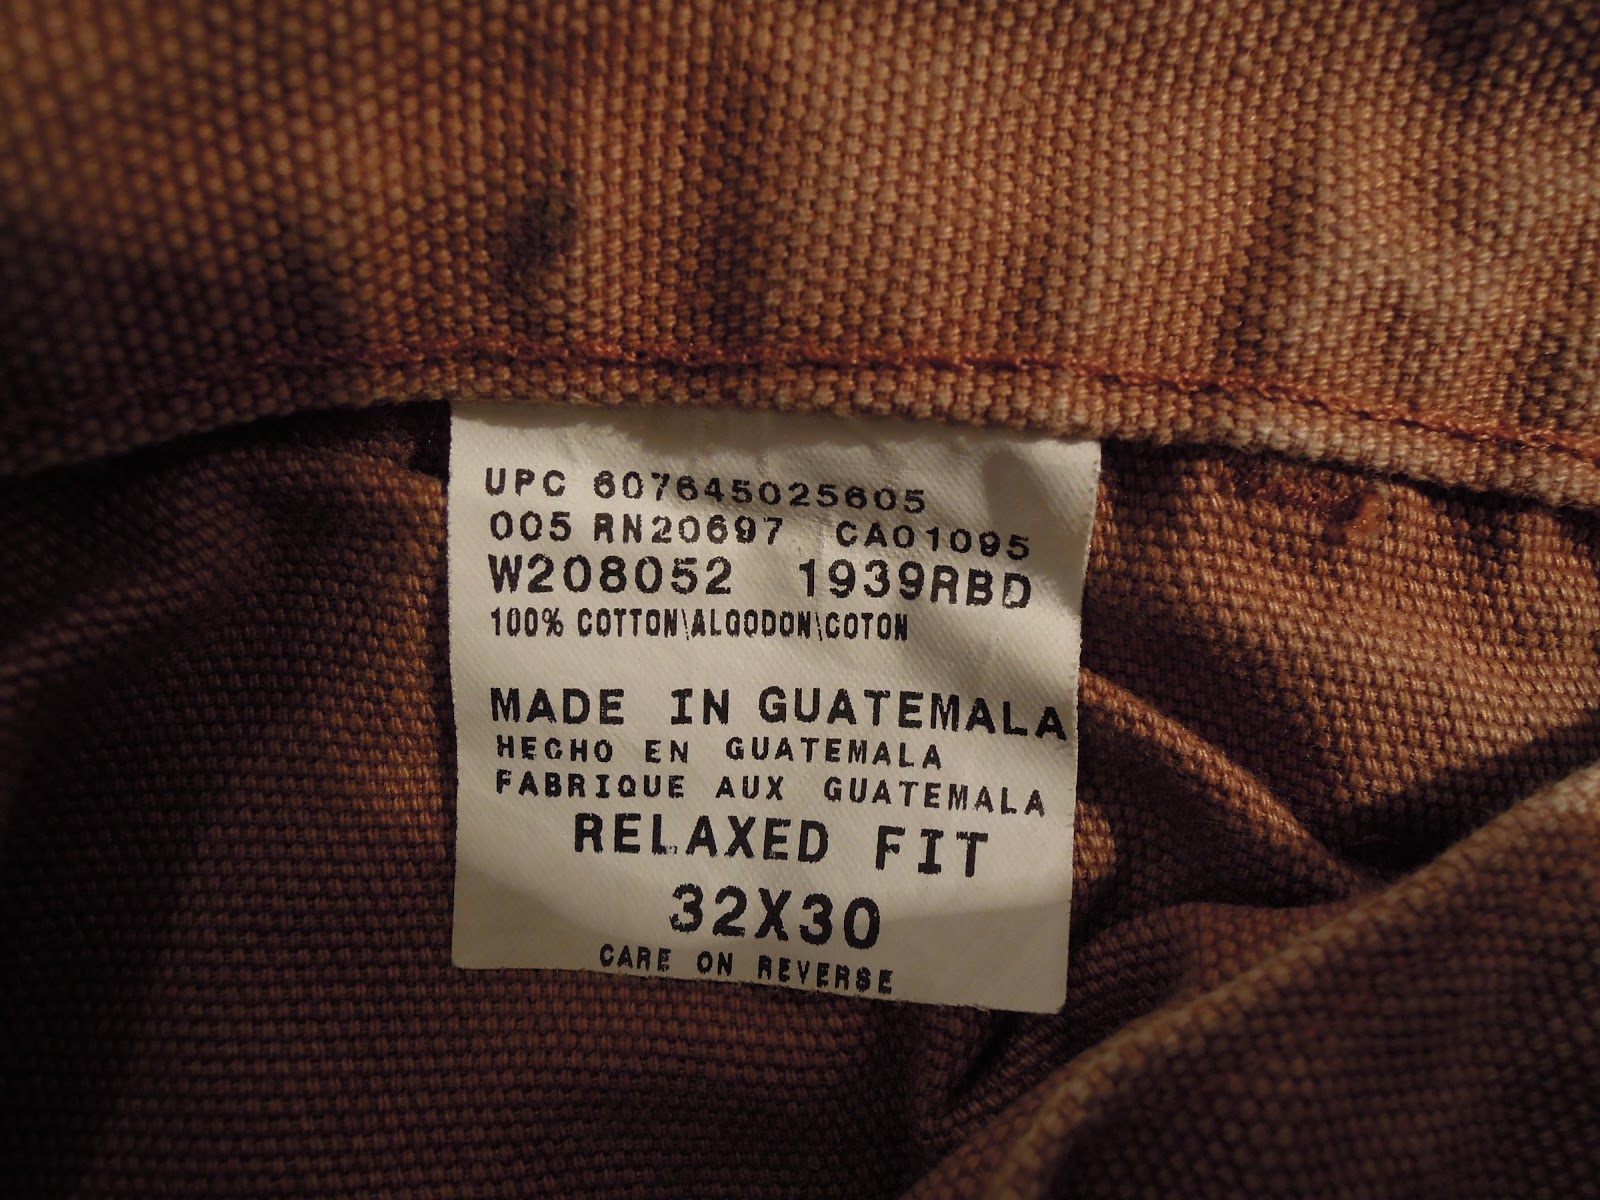 UPC 607645025605
005 RN20697 CA01095
W208052 1939RBD
100% COTTON\ALGODON\COTON
MADE IN GUATEMALA
HECHO EN GUATEMALA
FABRIQUE AUX GUATEMALA
RELAXED FIT
32X30
CARE ON REVERSE